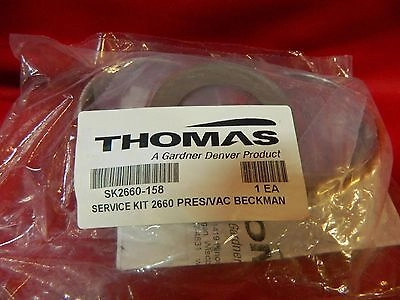 THOMAS
A Gardner Denver Product
SK2660-158
1 EA
SERVICE KIT 2660 PRES/VAC BECKMAN